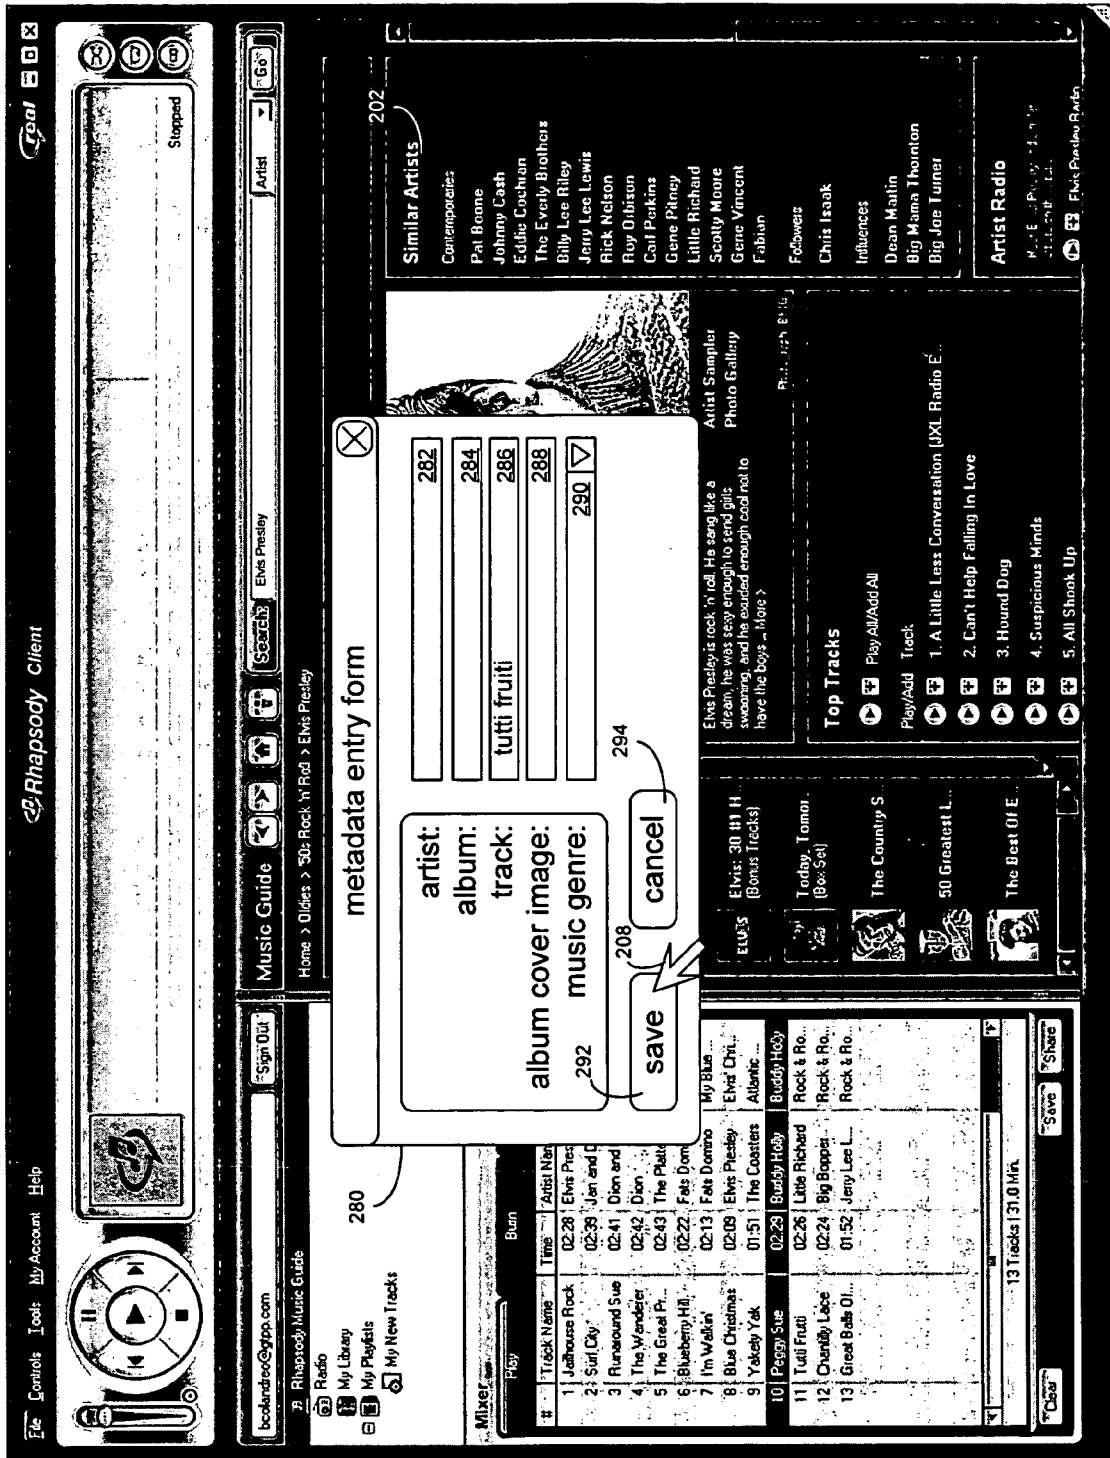 Rhapsody Client
real
File Controls Tools My Account Help
Stopped
bcolandreo@gtpp.com
Sign Out
Music Guide
Search:
Elvis Presley
Artist
Go
Home > Oldies > '50s Rock 'n' Roll > Elvis Presley
Rhapsody Music Guide
Radio
My Library
My Playlists
My New Tracks
280
metadata entry form
artist: 282
album: 284
track: tutti fruiti 286
album cover image: 288
music genre: 290
292
save
208
cancel
294
202
Similar Artists
Contemporaries
Pat Boone
Johnny Cash
Eddie Cochran
The Everly Brothers
Billy Lee Riley
Jerry Lee Lewis
Rick Nelson
Roy Orbison
Carl Perkins
Gene Pitney
Little Richard
Scotty Moore
Gene Vincent
Fabian
Followers
Chris Isaak
Influences
Dean Martin
Big Mama Thornton
Big Joe Turner
Artist Radio
Elvis Presley Radio
Elvis Presley is rock 'n' roll. He sang like a
dream, he was sexy enough to send girls
swooning, and he exuded enough cool not to
have the boys ... More >
Artist Sampler
Photo Gallery
Top Tracks
Play All/Add All
Play/Add Track
1. A Little Less Conversation [JXL Radio E...
2. Can't Help Falling In Love
3. Hound Dog
4. Suspicious Minds
5. All Shook Up
ELVIS
Elvis: 30 #1 H...
(Bonus Tracks)
Today, Tomor...
(Box Set)
The Country S...
50 Greatest L...
The Best Of E...
Mixer
Play
Burn
# Track Name Time Artist Nam
1 Jailhouse Rock 02:28 Elvis Pres
2 Surf City 02:39 Jan and D
3 Runaround Sue 02:41 Dion and
4 The Wanderer 02:42 Dion
5 The Great Pr... 02:43 The Platte
6 Blueberry Hill 02:22 Fats Dom
7 I'm Walkin' 02:13 Fats Domino My Blue ...
8 Blue Christmas 02:09 Elvis Presley Elvis' Chri...
9 Yakety Yak 01:51 The Coasters Atlantic ...
10 Peggy Sue 02:29 Buddy Holly Buddy Holly
11 Tutti Frutti 02:26 Little Richard Rock & Ro...
12 Chantilly Lace 02:24 Big Bopper... Rock & Ro...
13 Great Balls Of... 01:52 Jerry Lee L... Rock & Ro...
13 Tracks | 31.0 Min.
Clear
Save
Share